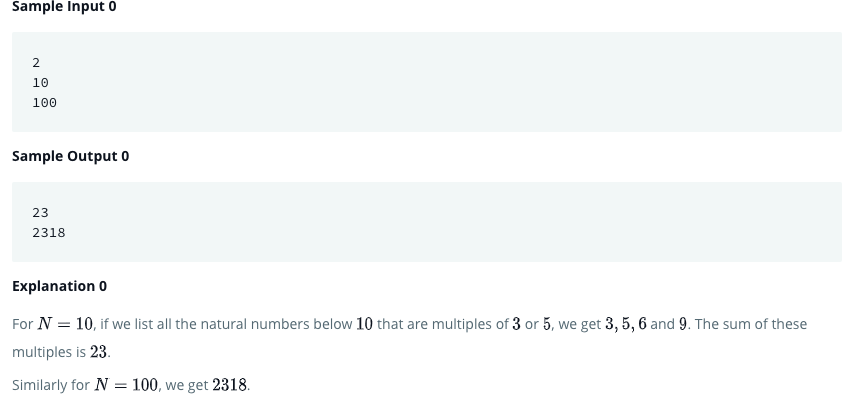 Sample Input 0
2
10
100
Sample Output 0
23
2318
Explanation 0
For N = 10, if we list all the natural numbers below 10 that are multiples of 3 or 5, we get 3, 5, 6 and 9. The sum of these
multiples is 23.
Similarly for N = 100, we get 2318.